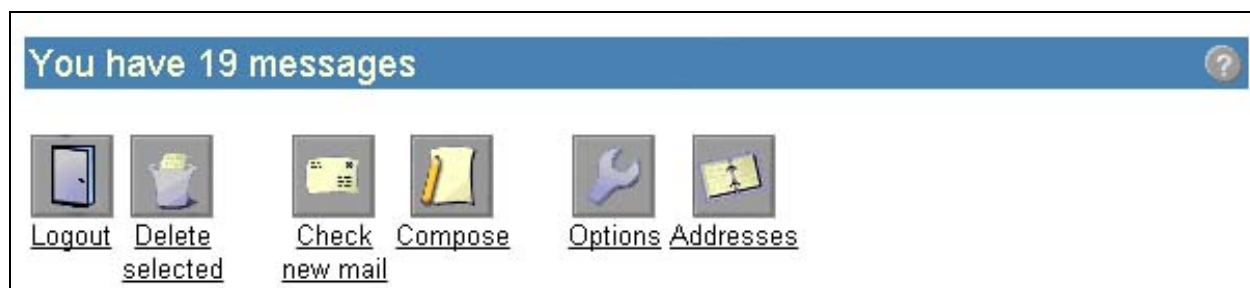 You have 19 messages
?
Logout Delete Check Compose Options Addresses
selected new mail